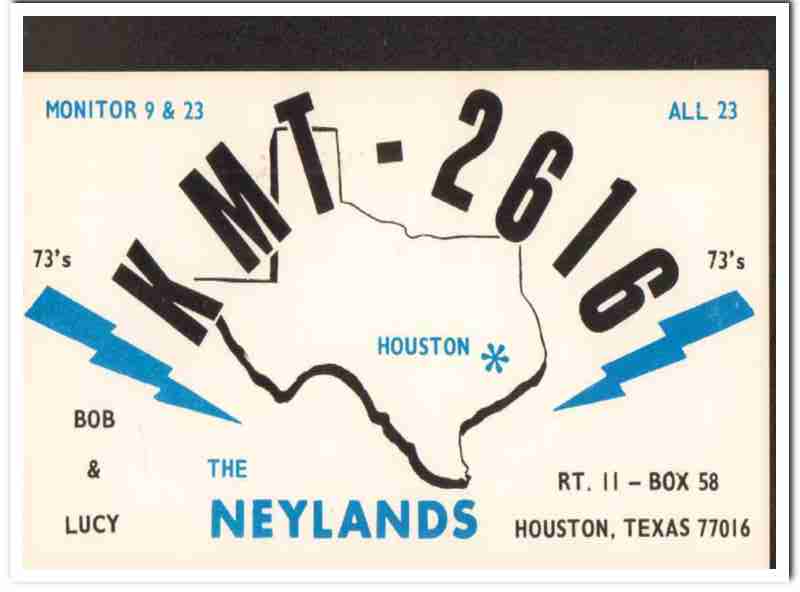 MONITOR 9 & 23
ALL 23
KMT-2616
73's
73's
HOUSTON *
BOB
&
LUCY
THE
NEYLANDS
RT. 11 - BOX 58
HOUSTON, TEXAS 77016